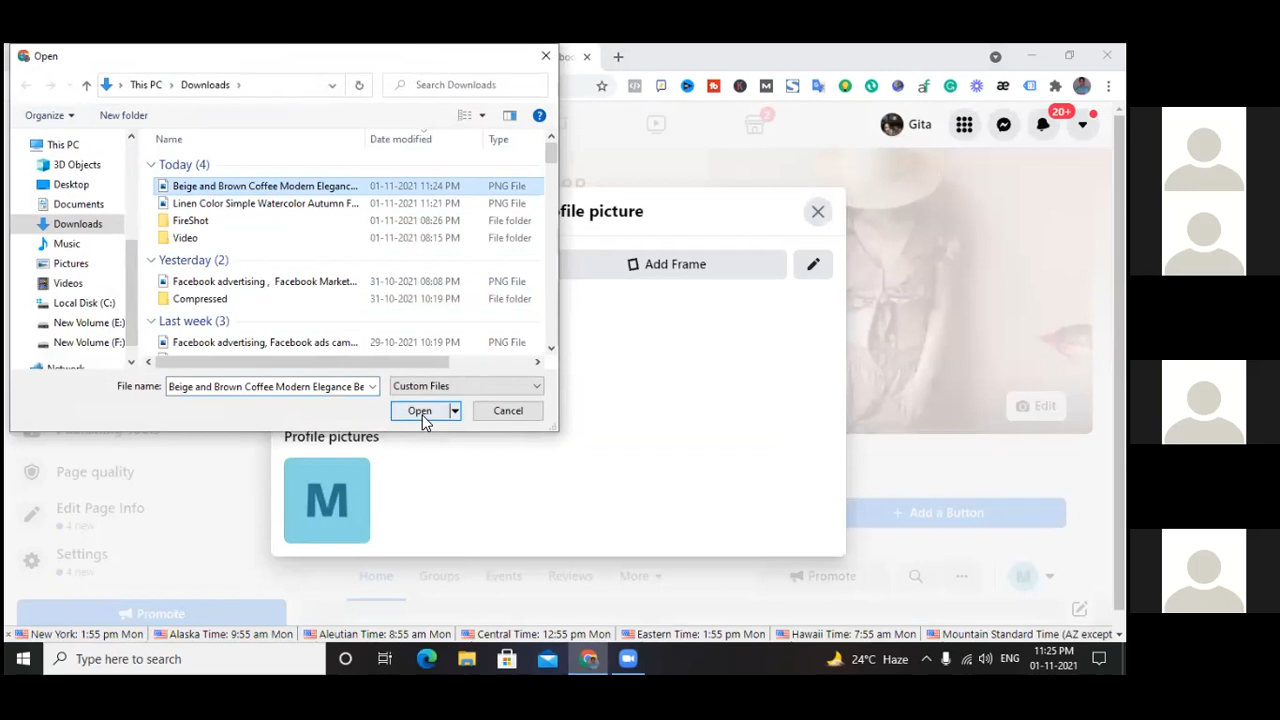 Open
This PC > Downloads >
Search Downloads
Organize
New folder
Name
Date modified
Type
This PC
3D Objects
Desktop
Documents
Downloads
Music
Pictures
Videos
Local Disk (C:)
New Volume (E:)
New Volume (F:)
Network
Today (4)
Beige and Brown Coffee Modern Eleganc... 01-11-2021 11:24 PM PNG File
Linen Color Simple Watercolor Autumn F... 01-11-2021 11:21 PM PNG File
FireShot 01-11-2021 08:26 PM File folder
Video 01-11-2021 08:15 PM File folder
Yesterday (2)
Facebook advertising , Facebook Market... 31-10-2021 08:08 PM PNG File
Compressed 31-10-2021 10:19 PM File folder
Last week (3)
Facebook advertising, Facebook ads cam... 29-10-2021 10:19 PM PNG File
File name:
Beige and Brown Coffee Modern Elegance Be
Custom Files
Open
Cancel
2
Gita
20+
file picture
Add Frame
Edit
Profile pictures
M
Page quality
Edit Page Info
4 new
Settings
4 new
Promote
+ Add a Button
Home
Groups
Events
Reviews
More
Promote
M
New York: 1:55 pm Mon
Alaska Time: 9:55 am Mon
Aleutian Time: 8:55 am Mon
Central Time: 12:55 pm Mon
Eastern Time: 1:55 pm Mon
Hawaii Time: 7:55 am Mon
Mountain Standard Time (AZ except
Type here to search
24°C Haze
ENG
11:25 PM
01-11-2021